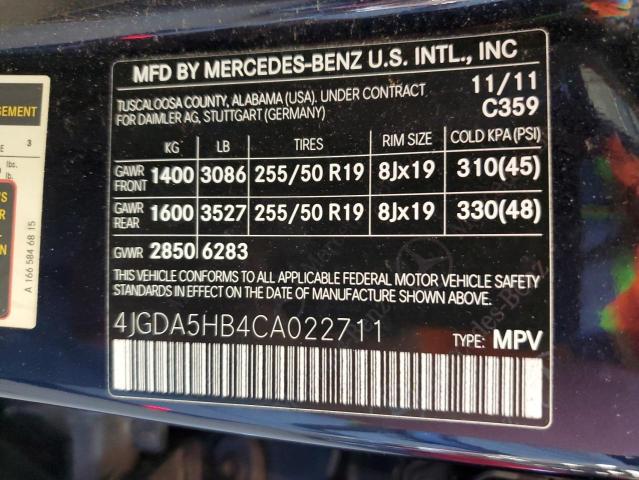 MFD BY MERCEDES-BENZ U.S. INTL., INC
TUSCALOOSA COUNTY, ALABAMA (USA). UNDER CONTRACT 11/11
FOR DAIMLER AG, STUTTGART (GERMANY) C359
KG LB TIRES RIM SIZE COLD KPA (PSI)
GAWR FRONT 1400 3086 255/50 R19 8Jx19 310(45)
GAWR REAR 1600 3527 255/50 R19 8Jx19 330(48)
GVWR 2850 6283
THIS VEHICLE CONFORMS TO ALL APPLICABLE FEDERAL MOTOR VEHICLE SAFETY
STANDARDS IN EFFECT ON THE DATE OF MANUFACTURE SHOWN ABOVE.
4JGDA5HB4CA022711 TYPE: MPV
3
lbs.
lb.
A 166 584 68 15